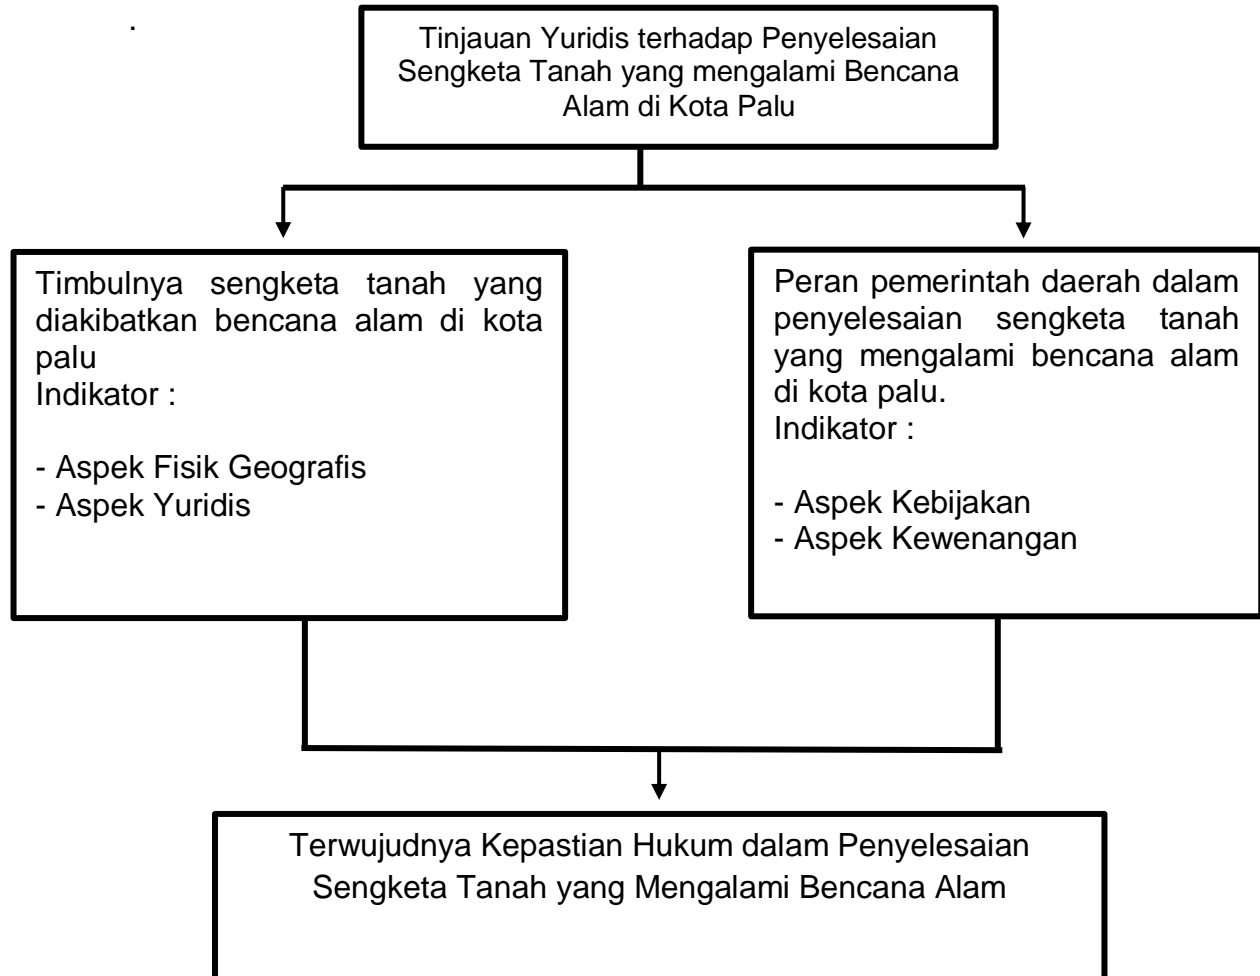 .
Tinjauan Yuridis terhadap Penyelesaian
Sengketa Tanah yang mengalami Bencana
Alam di Kota Palu
Timbulnya sengketa tanah yang
diakibatkan bencana alam di kota
palu
Indikator :
- Aspek Fisik Geografis
- Aspek Yuridis
Peran pemerintah daerah dalam
penyelesaian sengketa tanah
yang mengalami bencana alam
di kota palu.
Indikator :
- Aspek Kebijakan
- Aspek Kewenangan
Terwujudnya Kepastian Hukum dalam Penyelesaian
Sengketa Tanah yang Mengalami Bencana Alam